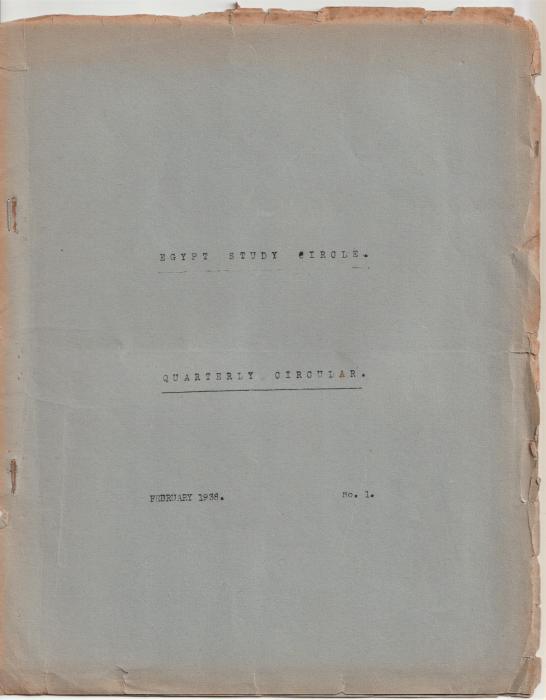 EGYPT STUDY CIRCLE.
QUARTERLY CIRCULAR.
FEBRUARY 1938. No. 1.